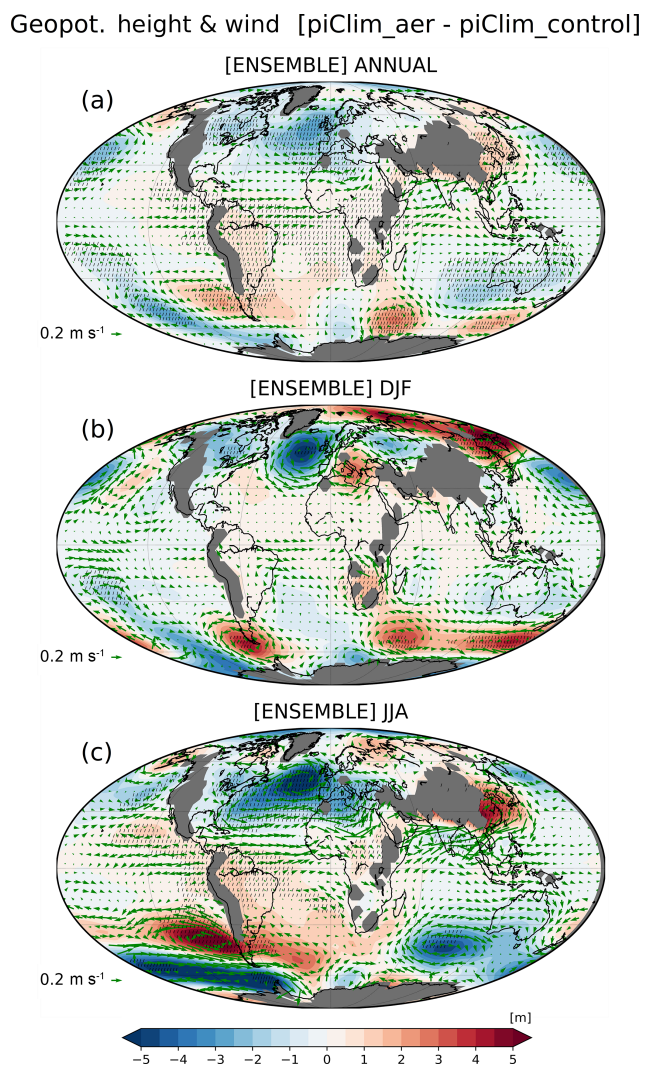 Geopot. height & wind [piClim_aer - piClim_control]
[ENSEMBLE] ANNUAL
(a)
0.2 m s⁻¹
[ENSEMBLE] DJF
(b)
0.2 m s⁻¹
[ENSEMBLE] JJA
(c)
0.2 m s⁻¹
[m]
−5 −4 −3 −2 −1 0 1 2 3 4 5